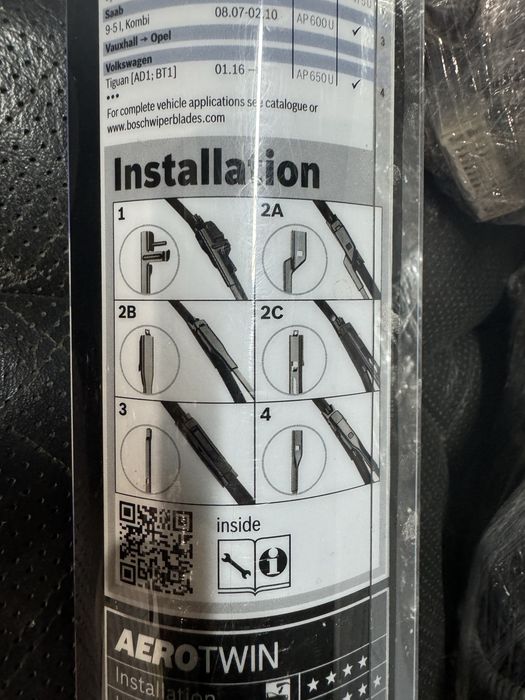 Saab
9-5 I, Kombi 08.07-02.10 AP 600 U ✓
3
Vauxhall → Opel
Volkswagen
Tiguan [AD1; BT1] 01.16 – AP 650 U ✓
4
•••
For complete vehicle applications see catalogue or
www.boschwiperblades.com
Installation
1 2A
2B 2C
3 4
inside
AEROTWIN
Installation